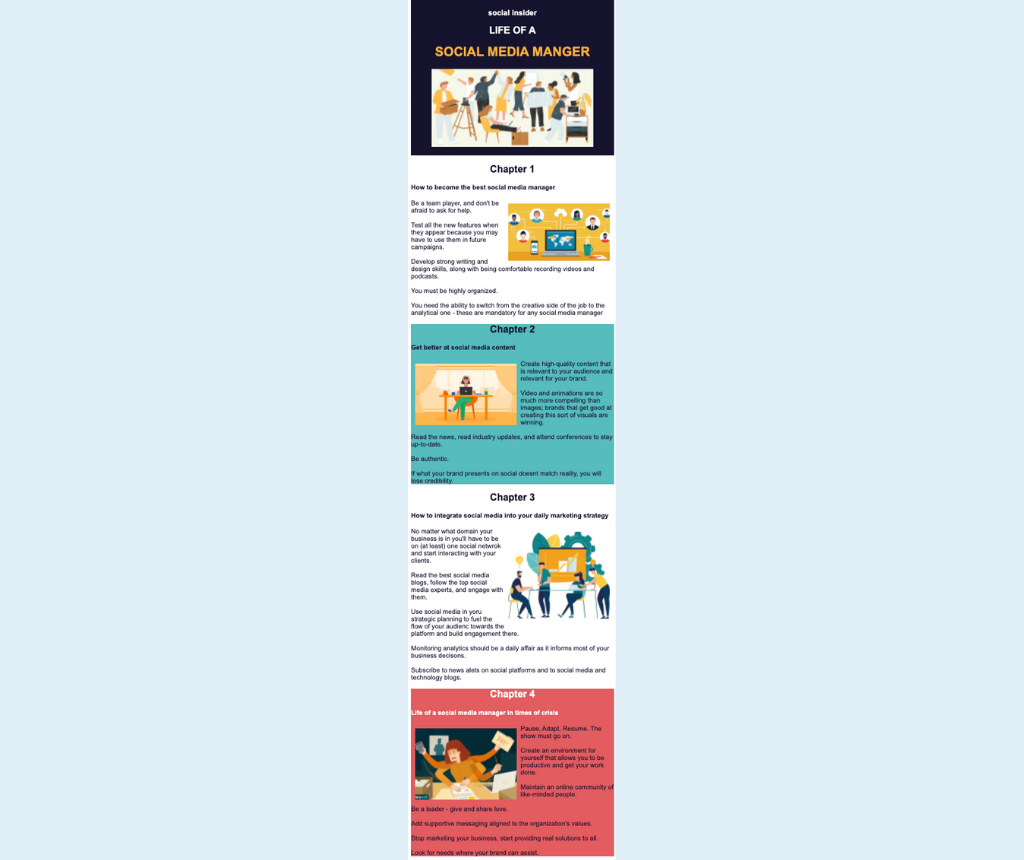 social insider
LIFE OF A
SOCIAL MEDIA MANGER
Chapter 1
How to become the best social media manager
Be a team player, and don't be
afraid to ask for help.
Test all the new features when
they appear because you may
have to use them in future
campaigns.
Develop strong writing and
design skills, along with being comfortable recording videos and
podcasts.
You must be highly organized.
You need the ability to switch from the creative side of the job to the
analytical one - these are mandatory for any social media manager
Chapter 2
Get better at social media content
Create high-quality content that
is relevant to your audience and
relevant for your brand.
Video and animations are so
much more compelling than
images; brands that get good at
creating this sort of visuals are
winning.
Read the news, read industry updates, and attend conferences to stay
up-to-date.
Be authentic.
If what your brand presents on social doesnt match reality, you will
lose credibility.
Chapter 3
How to integrate social media into your daily marketing strategy
No matter what domain your
business is in you'll have to be
on (at least) one social netwrok
and start interacting with your
clients.
Read the best social media
blogs, follow the top social
media experts, and engage with
them.
Use social media in yoru
strategic planning to fuel the
flow of your audienc towards the
platform and build engagement there.
Monitoring analytics should be a daily affair as it informs most of your
business decisons.
Subscribe to news alets on social platforms and to social media and
technology blogs.
Chapter 4
Life of a social media manager in times of crisis
Pause, Adapt, Resume. The
show must go on.
Create an environment for
yourself that allows you to be
productive and get your work
done.
Maintain an online community of
like-minded people.
Be a leader - give and share love.
Add supportive messaging aligned to the organization's values.
Stop marketing your business, start providing real solutions to all.
Look for needs where your brand can assist.